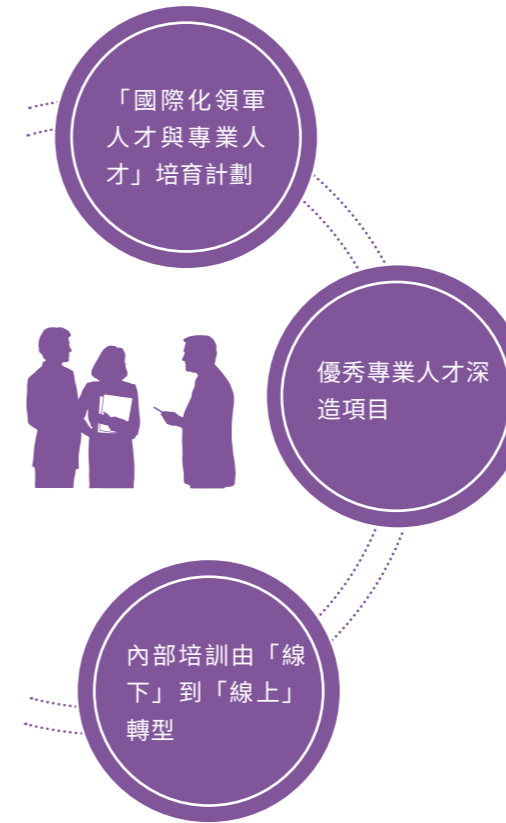 「國際化領軍
人才與專業人
才」培育計劃
優秀專業人才深
造項目
內部培訓由「線
下」到「線上」
轉型